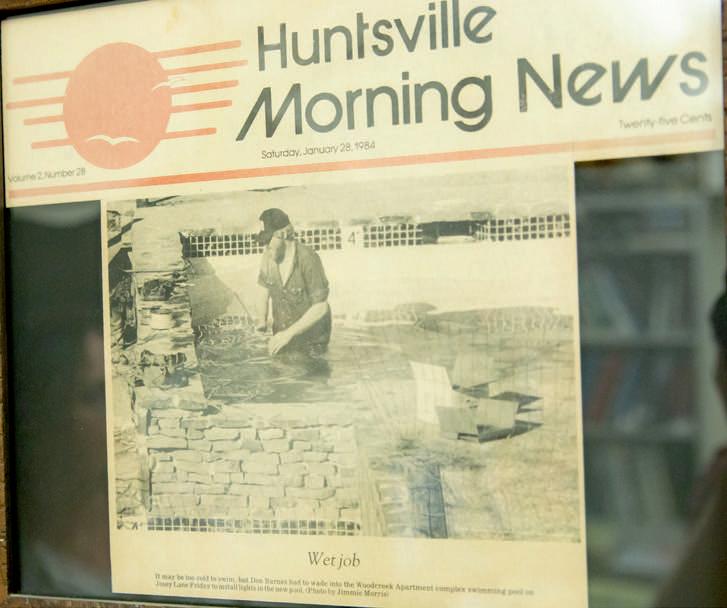 Huntsville
Morning News
Twenty-five Cents
Saturday, January 28, 1984
Volume 2, Number 28
4
Wet job
It may be too cold to swim, but Don Barnes had to wade into the Woodcreek Apartment complex swimming pool on
Josey Lane Friday to install lights in the new pool. (Photo by Jimmie Morris)